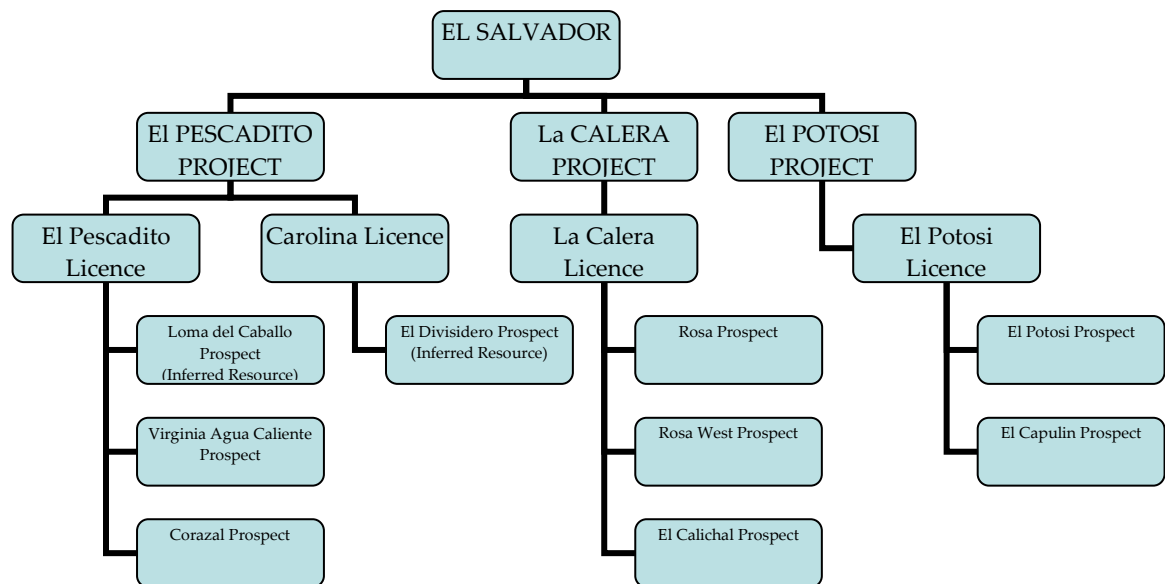 EL SALVADOR
El PESCADITO
PROJECT
La CALERA
PROJECT
El POTOSI
PROJECT
El Pescadito
Licence
Carolina Licence
La Calera
Licence
El Potosi
Licence
Loma del Caballo
Prospect
(Inferred Resource)
El Divisidero Prospect
(Inferred Resource)
Rosa Prospect
El Potosi Prospect
Virginia Agua Caliente
Prospect
Rosa West Prospect
El Capulin Prospect
Corazal Prospect
El Calichal Prospect